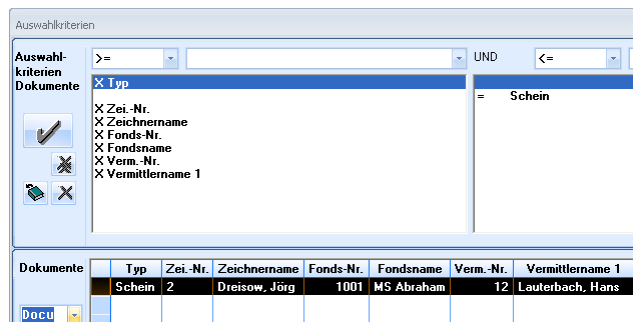 Auswahlkriterien
Auswahl-
kriterien
Dokumente
>= UND <=
X Typ
= Schein
X Zei.-Nr.
X Zeichnername
X Fonds-Nr.
X Fondsname
X Verm.-Nr.
X Vermittlername 1
Dokumente Typ Zei.-Nr. Zeichnername Fonds-Nr. Fondsname Verm.-Nr. Vermittlername 1
Schein 2 Dreisow, Jörg 1001 MS Abraham 12 Lauterbach, Hans
Docu